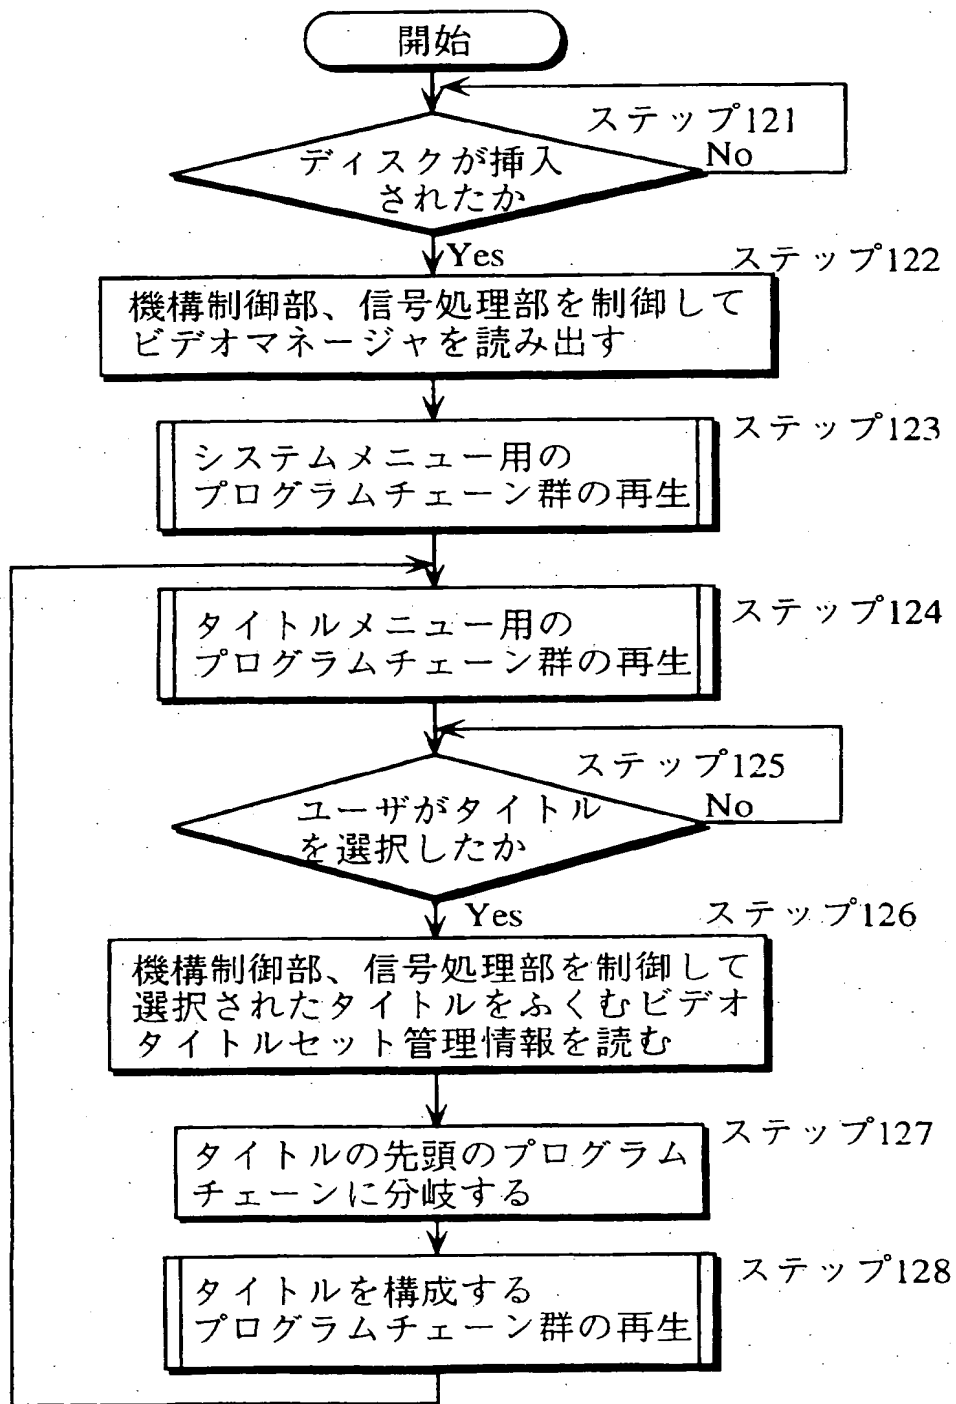 開始
ステップ121
ディスクが挿入
されたか
No
Yes
ステップ122
機構制御部、信号処理部を制御して
ビデオマネージャを読み出す
ステップ123
システムメニュー用の
プログラムチェーン群の再生
ステップ124
タイトルメニュー用の
プログラムチェーン群の再生
ステップ125
ユーザがタイトル
を選択したか
No
Yes
ステップ126
機構制御部、信号処理部を制御して
選択されたタイトルをふくむビデオ
タイトルセット管理情報を読む
ステップ127
タイトルの先頭のプログラム
チェーンに分岐する
ステップ128
タイトルを構成する
プログラムチェーン群の再生